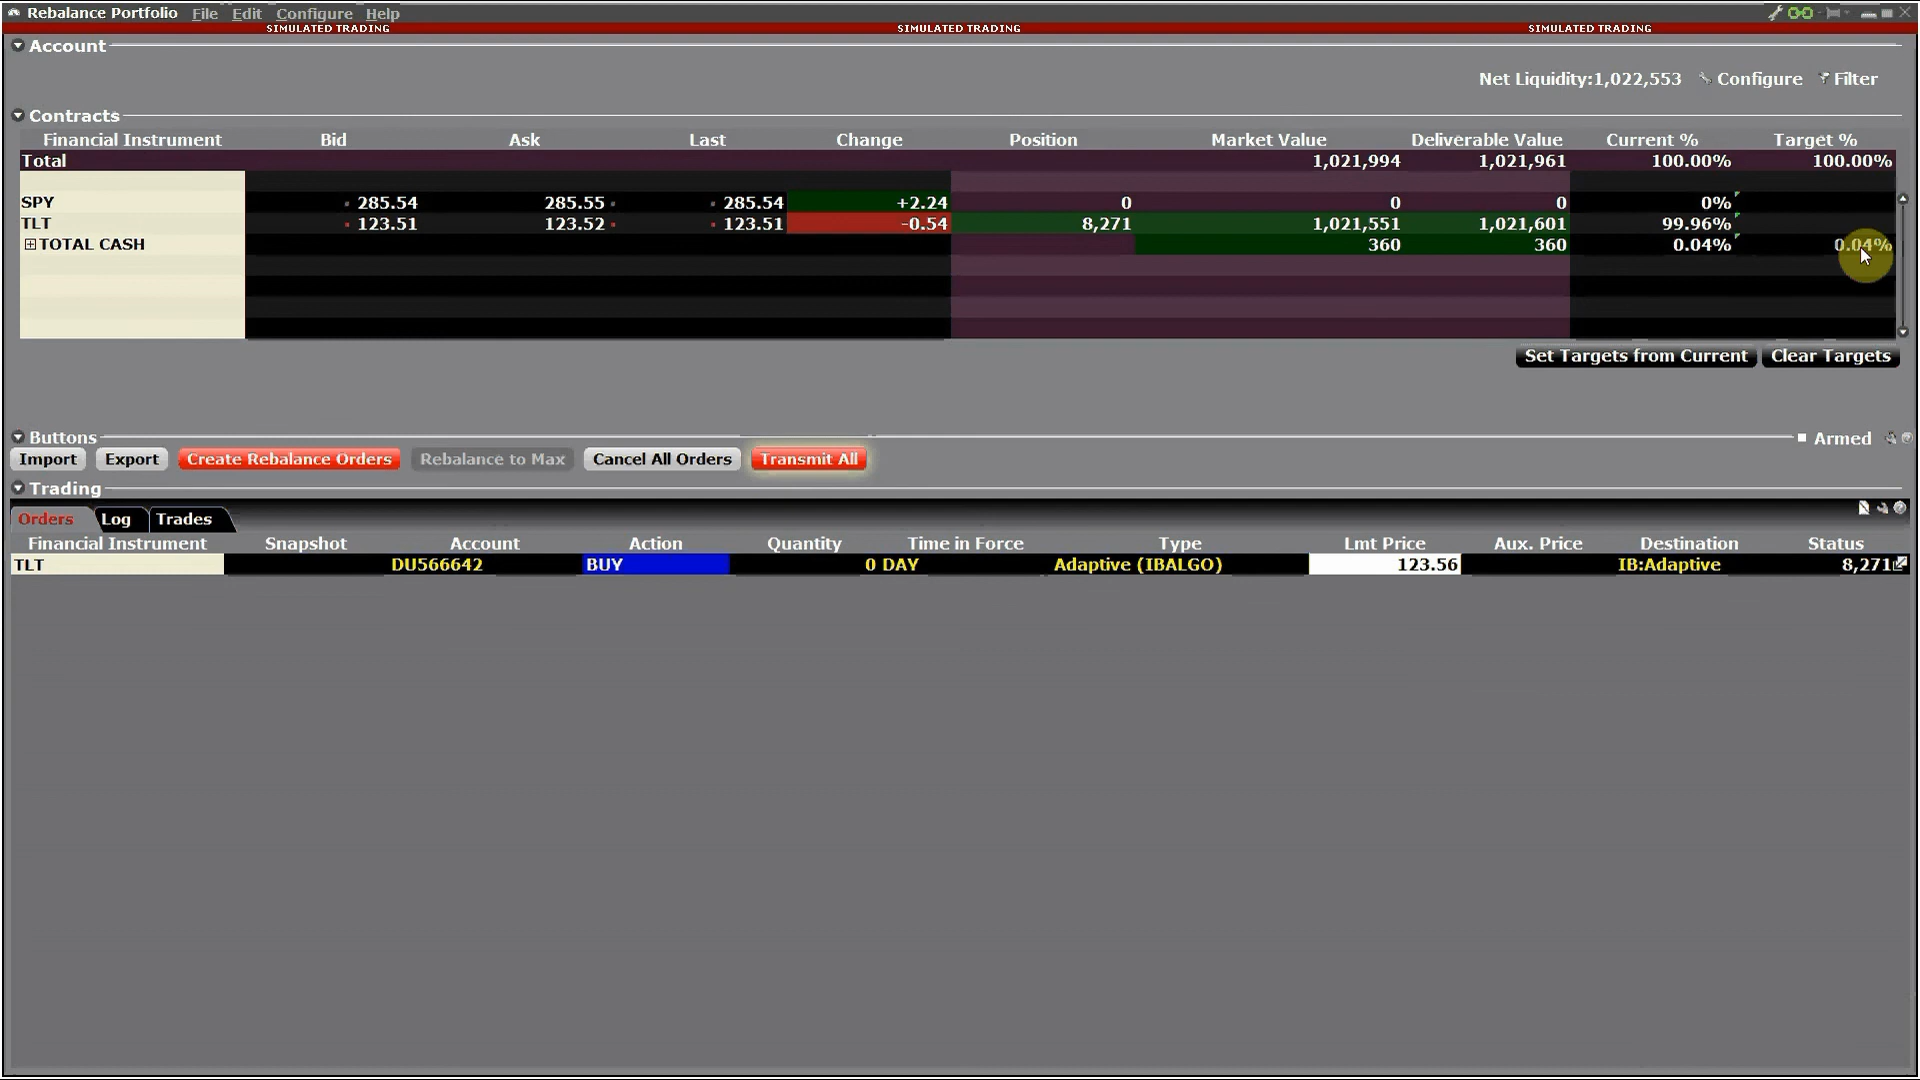 Rebalance Portfolio File Edit Configure Help
SIMULATED TRADING SIMULATED TRADING SIMULATED TRADING
Account
Net Liquidity:1,022,553 Configure Filter
Contracts
Financial Instrument Bid Ask Last Change Position Market Value Deliverable Value Current % Target %
Total 1,021,994 1,021,961 100.00% 100.00%
SPY 285.54 285.55 285.54 +2.24 0 0 0 0%
TLT 123.51 123.52 123.51 -0.54 8,271 1,021,551 1,021,601 99.96%
TOTAL CASH 360 360 0.04% 0.04%
Set Targets from Current Clear Targets
Buttons Armed
Import Export Create Rebalance Orders Rebalance to Max Cancel All Orders Transmit All
Trading
Orders Log Trades
Financial Instrument Snapshot Account Action Quantity Time in Force Type Lmt Price Aux. Price Destination Status
TLT DU566642 BUY 0 DAY Adaptive (IBALGO) 123.56 IB:Adaptive 8,271